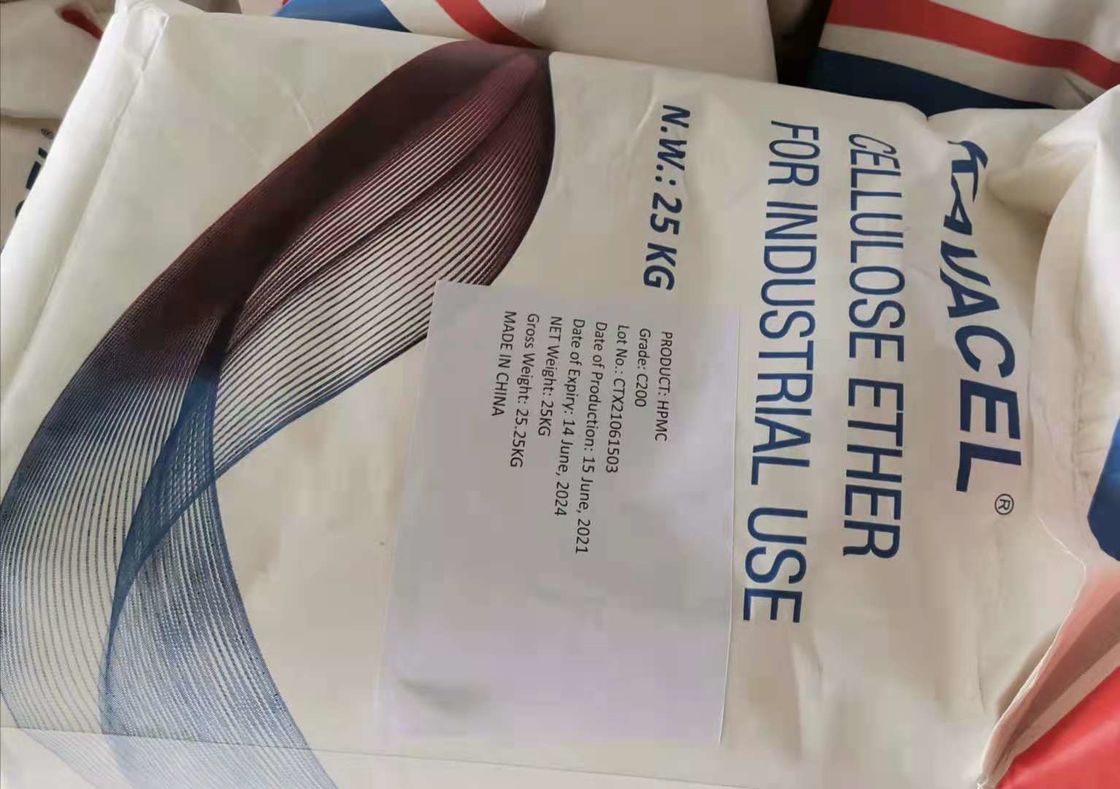 KAVACEL®
CELLULOSE ETHER
FOR INDUSTRIAL USE
N.W.: 25 KG
PRODUCT: HPMC
Grade: C200
Lot No.: CTX21061503
Date of Production: 15 June, 2021
Date of Expiry: 14 June, 2024
NET Weight: 25KG
Gross Weight: 25.25KG
MADE IN CHINA